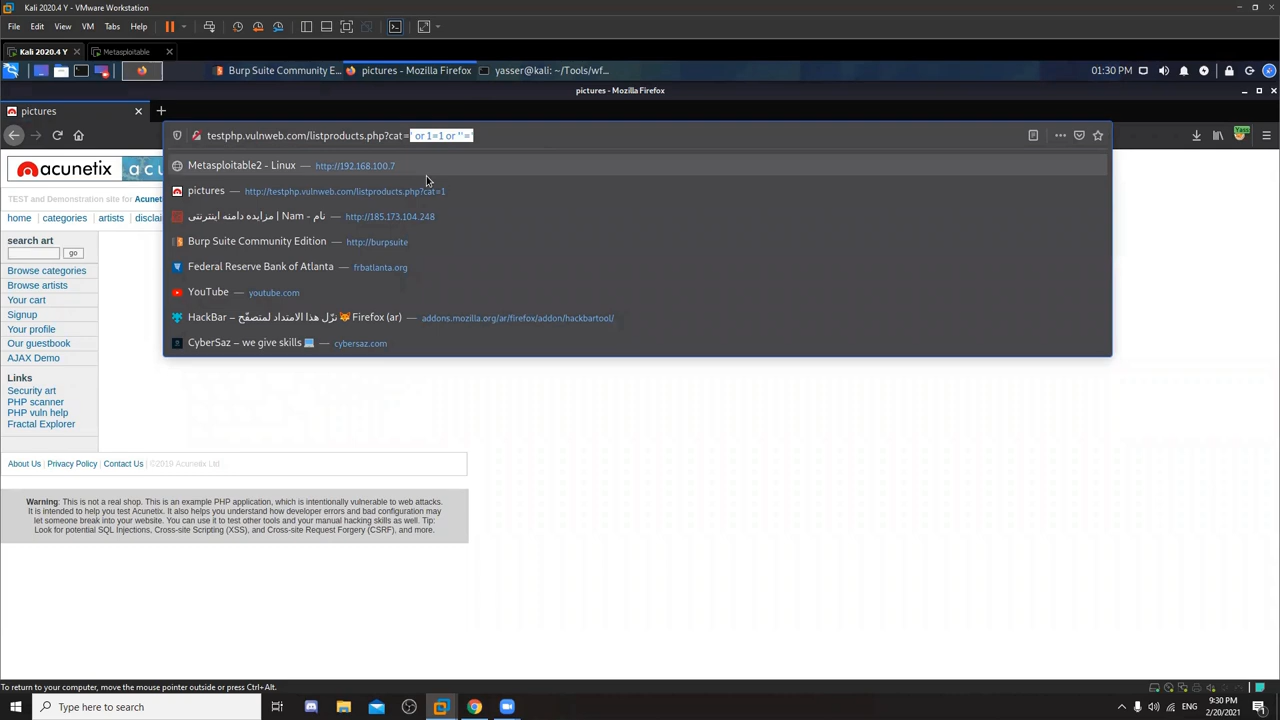 Kali 2020.4 Y - VMware Workstation
File Edit View VM Tabs Help
Kali 2020.4 Y Metasploitable
Burp Suite Community E... pictures - Mozilla Firefox yasser@kali: ~/Tools/wf... 01:30 PM
pictures - Mozilla Firefox
pictures
testphp.vulnweb.com/listproducts.php?cat=' or 1=1 or ''='
acunetix acu
Metasploitable2 - Linux — http://192.168.100.7
TEST and Demonstration site for Acunet
pictures — http://testphp.vulnweb.com/listproducts.php?cat=1
home categories artists disclai
نام - Nam | مزایده دامنه اینترنتی — http://185.173.104.248
search art
go
Burp Suite Community Edition — http://burpsuite
Browse categories
Federal Reserve Bank of Atlanta — frbatlanta.org
Browse artists
YouTube — youtube.com
Your cart
Signup
HackBar – نزّل هذا الامتداد لمتصفّح 🦊 Firefox (ar) — addons.mozilla.org/ar/firefox/addon/hackbartool/
Your profile
CyberSaz – we give skills 💻 — cybersaz.com
Our guestbook
AJAX Demo
Links
Security art
PHP scanner
PHP vuln help
Fractal Explorer
About Us | Privacy Policy | Contact Us | ©2019 Acunetix Ltd
Warning: This is not a real shop. This is an example PHP application, which is intentionally vulnerable to web attacks.
It is intended to help you test Acunetix. It also helps you understand how developer errors and bad configuration may
let someone break into your website. You can use it to test other tools and your manual hacking skills as well. Tip:
Look for potential SQL Injections, Cross-site Scripting (XSS), and Cross-site Request Forgery (CSRF), and more.
To return to your computer, move the mouse pointer outside or press Ctrl+Alt.
Type here to search
ENG
9:30 PM
2/20/2021